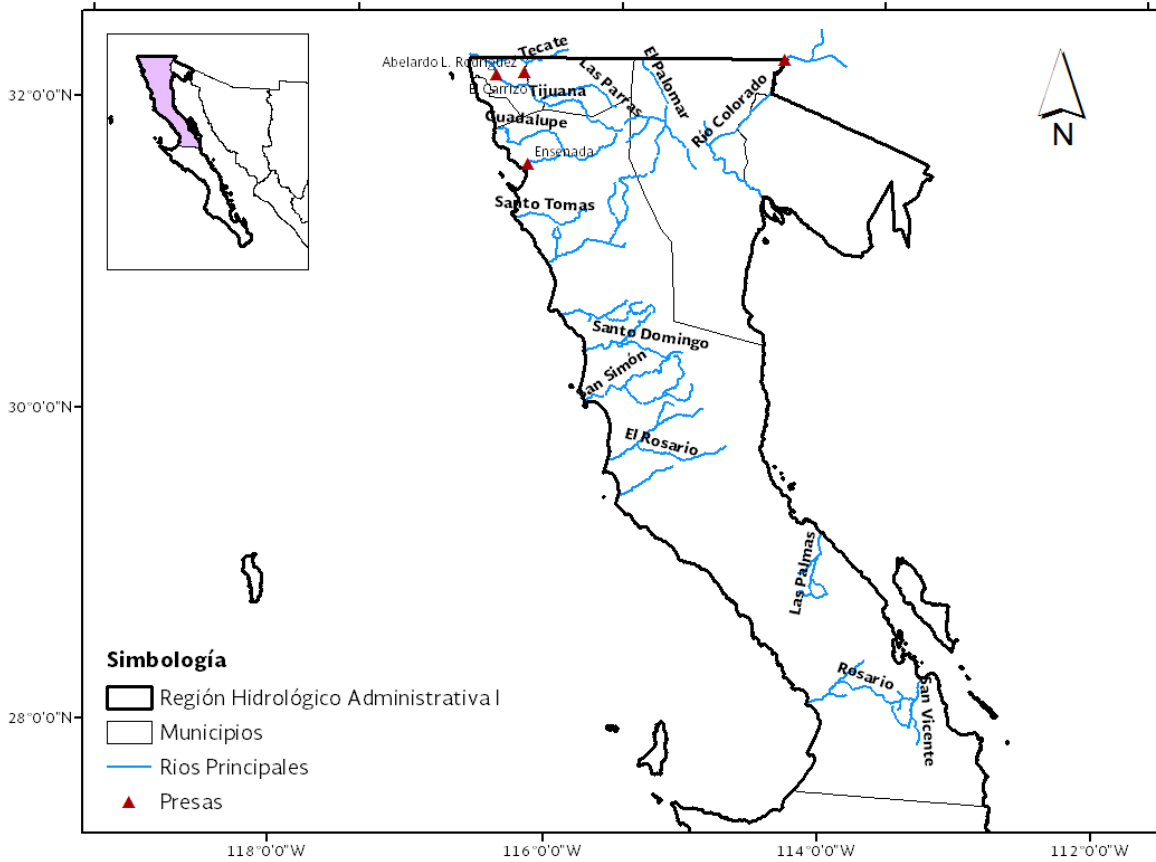 Tecate
Abelardo L. Rodríguez
El Carrizo
Tijuana
Las Parras
El Palomar
Río Colorado
Guadalupe
Ensenada
Santo Tomas
Santo Domingo
San Simón
El Rosario
Las Palmas
Rosario
San Vicente
N
32°0'0"N
30°0'0"N
28°0'0"N
118°0'0"W
116°0'0"W
114°0'0"W
112°0'0"W
Simbología
Región Hidrológico Administrativa I
Municipios
Rios Principales
Presas